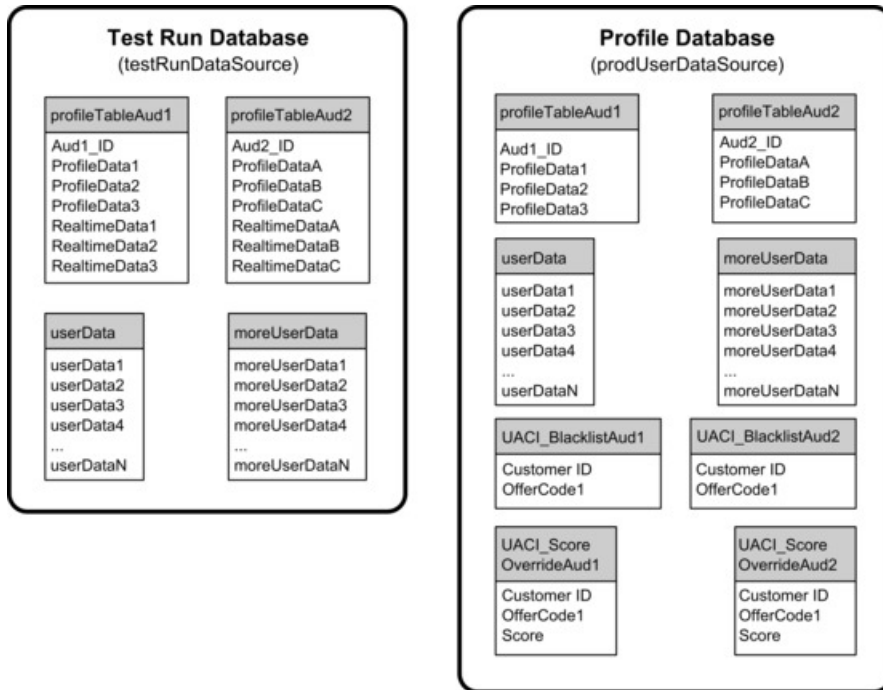 Test Run Database
(testRunDataSource)
profileTableAud1
Aud1_ID
ProfileData1
ProfileData2
ProfileData3
RealtimeData1
RealtimeData2
RealtimeData3
profileTableAud2
Aud2_ID
ProfileDataA
ProfileDataB
ProfileDataC
RealtimeDataA
RealtimeDataB
RealtimeDataC
userData
userData1
userData2
userData3
userData4
...
userDataN
moreUserData
moreUserData1
moreUserData2
moreUserData3
moreUserData4
...
moreUserDataN
Profile Database
(prodUserDataSource)
profileTableAud1
Aud1_ID
ProfileData1
ProfileData2
ProfileData3
profileTableAud2
Aud2_ID
ProfileDataA
ProfileDataB
ProfileDataC
userData
userData1
userData2
userData3
userData4
...
userDataN
moreUserData
moreUserData1
moreUserData2
moreUserData3
moreUserData4
...
moreUserDataN
UACI_BlacklistAud1
Customer ID
OfferCode1
UACI_BlacklistAud2
Customer ID
OfferCode1
UACI_Score
OverrideAud1
Customer ID
OfferCode1
Score
UACI_Score
OverrideAud2
Customer ID
OfferCode1
Score